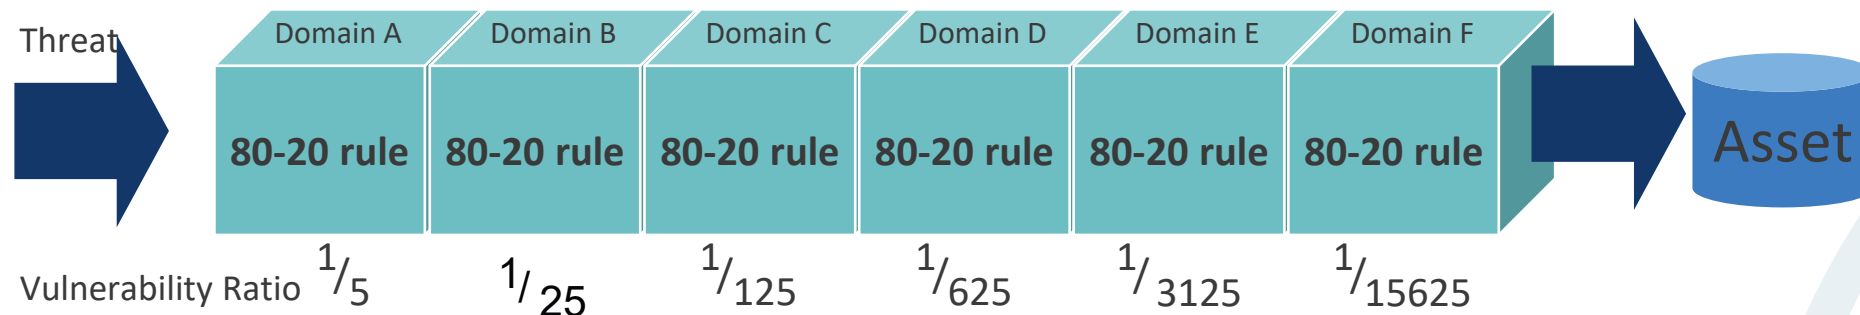 Threat
Domain A
Domain B
Domain C
Domain D
Domain E
Domain F
80-20 rule
80-20 rule
80-20 rule
80-20 rule
80-20 rule
80-20 rule
Asset
Vulnerability Ratio
1/5
1/25
1/125
1/625
1/3125
1/15625